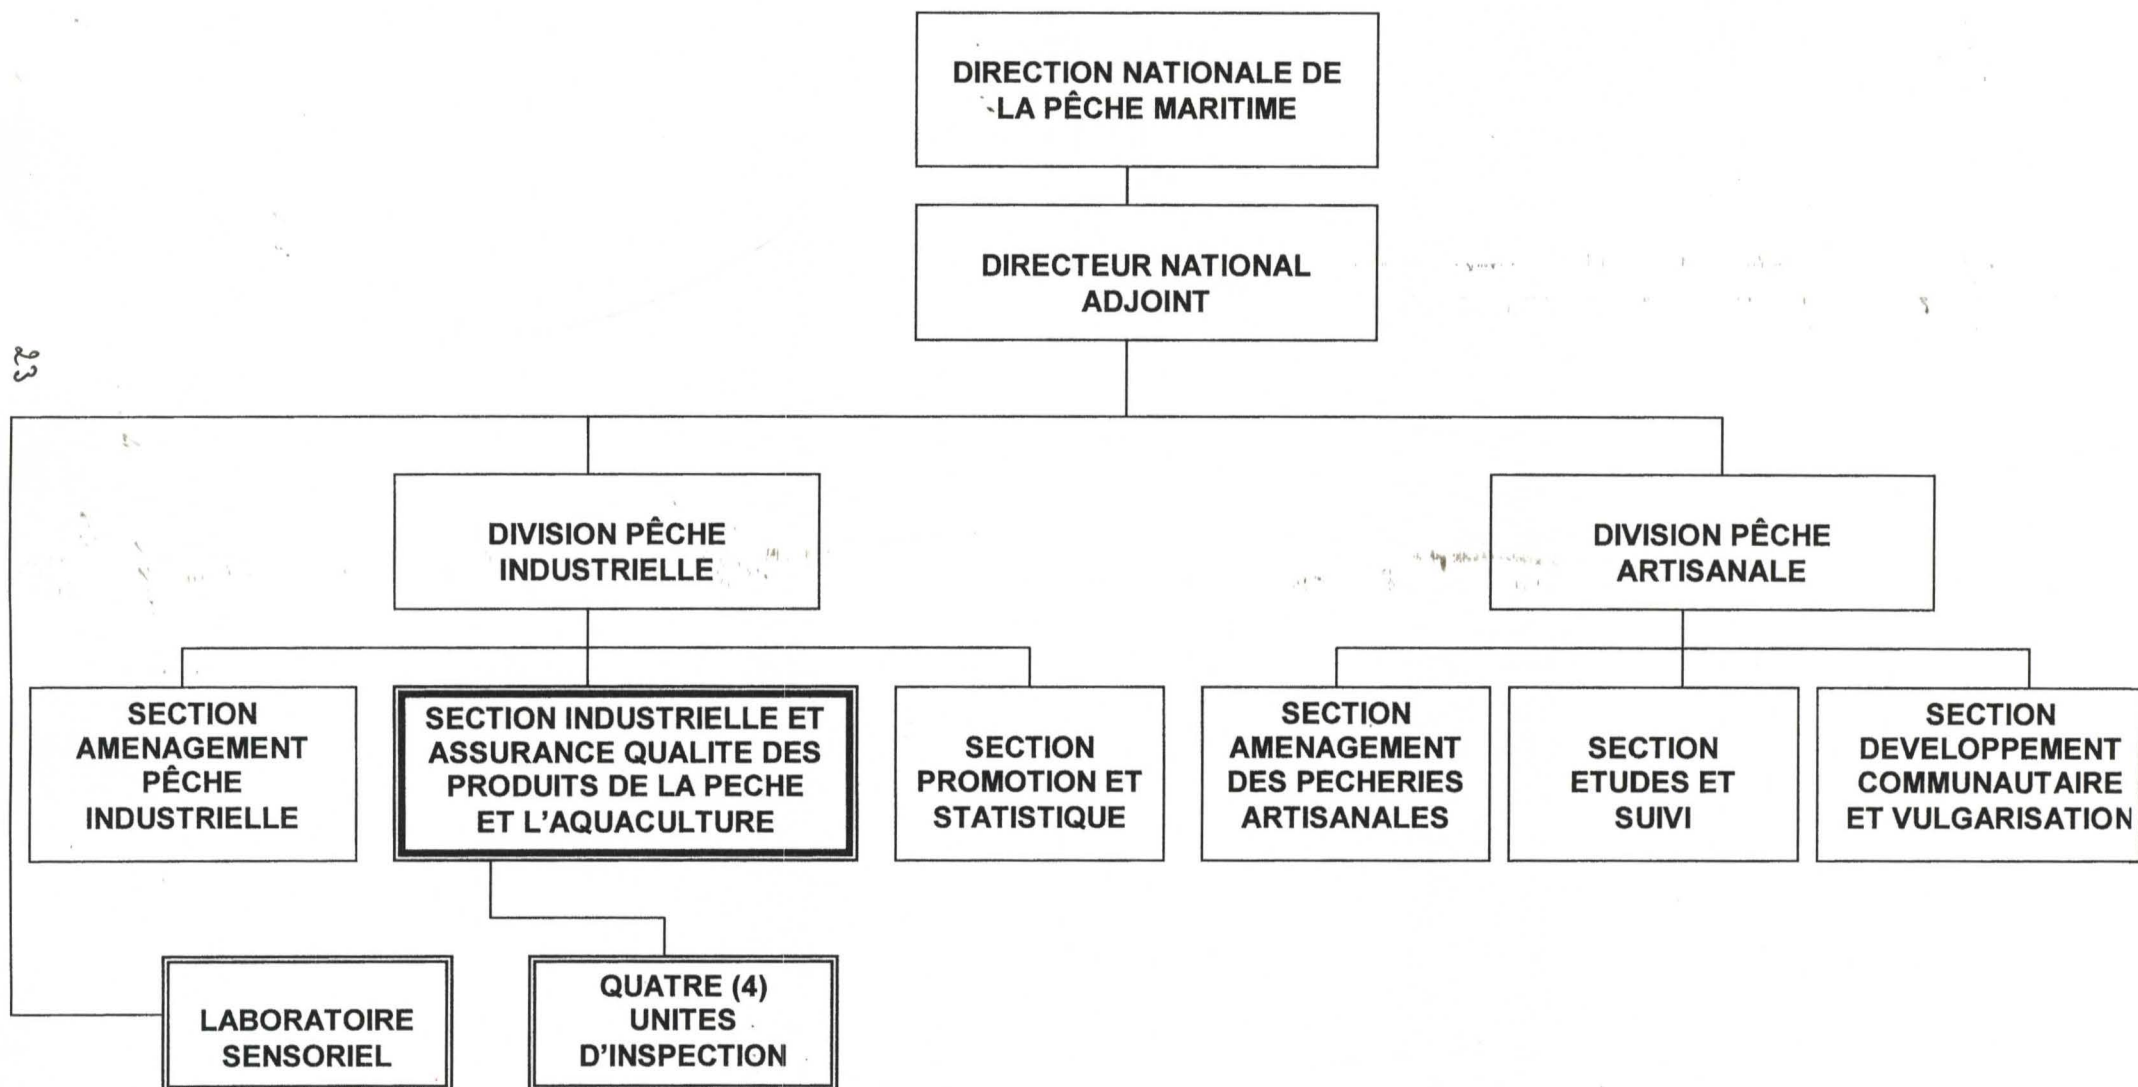 DIRECTION NATIONALE DE
LA PÊCHE MARITIME
DIRECTEUR NATIONAL
ADJOINT
23
DIVISION PÊCHE
INDUSTRIELLE
DIVISION PÊCHE
ARTISANALE
SECTION
AMENAGEMENT
PÊCHE
INDUSTRIELLE
SECTION INDUSTRIELLE ET
ASSURANCE QUALITE DES
PRODUITS DE LA PECHE
ET L'AQUACULTURE
SECTION
PROMOTION ET
STATISTIQUE
SECTION
AMENAGEMENT
DES PECHERIES
ARTISANALES
SECTION
ETUDES ET
SUIVI
SECTION
DEVELOPPEMENT
COMMUNAUTAIRE
ET VULGARISATION
LABORATOIRE
SENSORIEL
QUATRE (4)
UNITES
D'INSPECTION